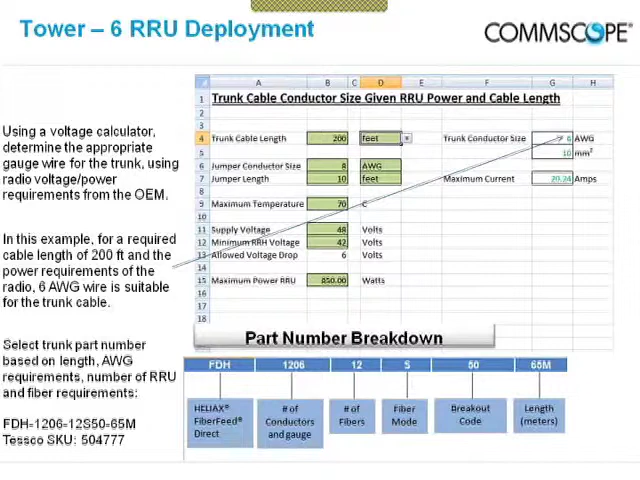 Tower – 6 RRU Deployment
COMMSCOPE®
Using a voltage calculator,
determine the appropriate
gauge wire for the trunk, using
radio voltage/power
requirements from the OEM.
In this example, for a required
cable length of 200 ft and the
power requirements of the
radio, 6 AWG wire is suitable
for the trunk cable.
Select trunk part number
based on length, AWG
requirements, number of RRU
and fiber requirements:
FDH-1206-12S50-65M
Tessco SKU: 504777
A B C D E F G H
1 Trunk Cable Conductor Size Given RRU Power and Cable Length
2
3
4 Trunk Cable Length 200 feet Trunk Conductor Size 6 AWG
5 10 mm²
6 Jumper Conductor Size 8 AWG
7 Jumper Length 10 feet Maximum Current 20.24 Amps
8
9 Maximum Temperature 70 C
10
11 Supply Voltage 48 Volts
12 Minimum RRH Voltage 42 Volts
13 Allowed Voltage Drop 6 Volts
14
15 Maximum Power RRU 850.00 Watts
16
17
18
Part Number Breakdown
FDH 1206 12 S 50 65M
HELIAX® FiberFeed® Direct
# of Conductors and gauge
# of Fibers
Fiber Mode
Breakout Code
Length (meters)